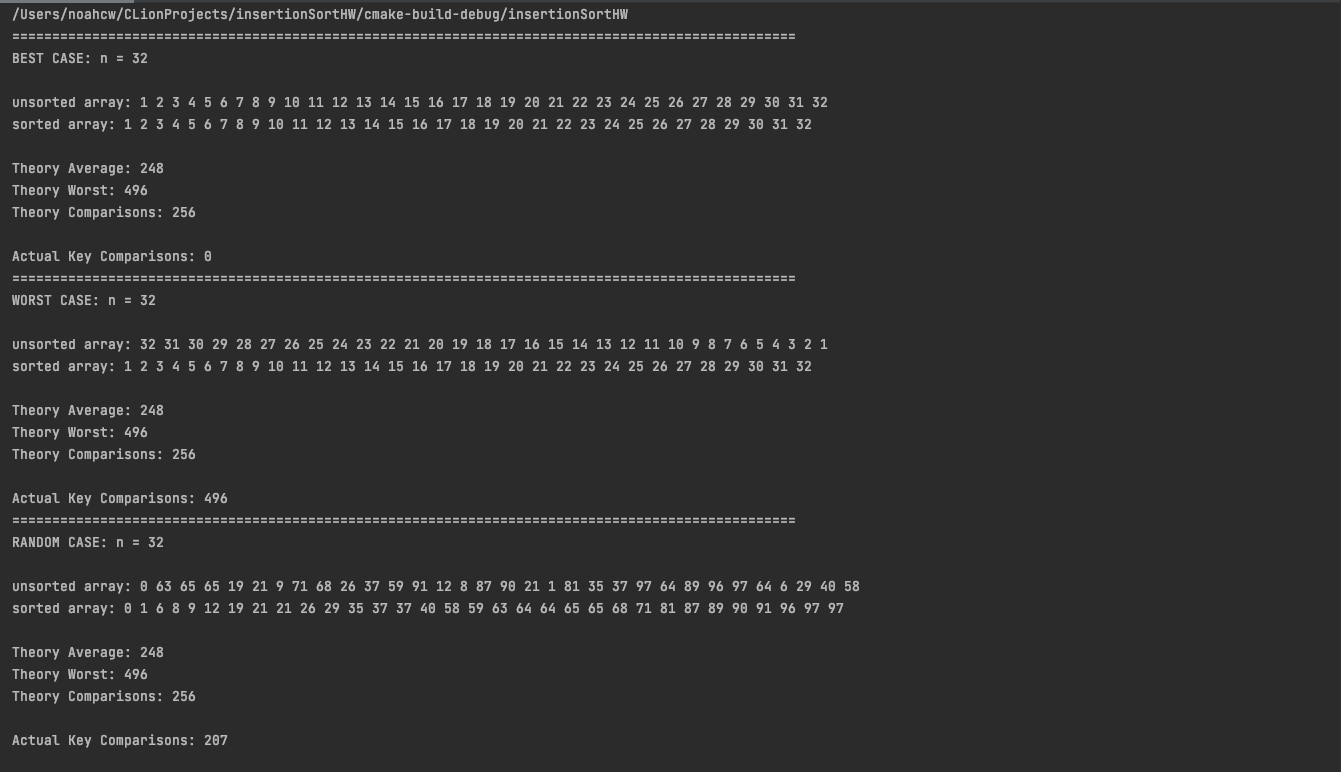 /Users/noahcw/CLionProjects/insertionSortHW/cmake-build-debug/insertionSortHW
==================================================================================================
BEST CASE: n = 32
unsorted array: 1 2 3 4 5 6 7 8 9 10 11 12 13 14 15 16 17 18 19 20 21 22 23 24 25 26 27 28 29 30 31 32
sorted array: 1 2 3 4 5 6 7 8 9 10 11 12 13 14 15 16 17 18 19 20 21 22 23 24 25 26 27 28 29 30 31 32
Theory Average: 248
Theory Worst: 496
Theory Comparisons: 256
Actual Key Comparisons: 0
==================================================================================================
WORST CASE: n = 32
unsorted array: 32 31 30 29 28 27 26 25 24 23 22 21 20 19 18 17 16 15 14 13 12 11 10 9 8 7 6 5 4 3 2 1
sorted array: 1 2 3 4 5 6 7 8 9 10 11 12 13 14 15 16 17 18 19 20 21 22 23 24 25 26 27 28 29 30 31 32
Theory Average: 248
Theory Worst: 496
Theory Comparisons: 256
Actual Key Comparisons: 496
==================================================================================================
RANDOM CASE: n = 32
unsorted array: 0 63 65 65 19 21 9 71 68 26 37 59 91 12 8 87 90 21 1 81 35 37 97 64 89 96 97 64 6 29 40 58
sorted array: 0 1 6 8 9 12 19 21 21 26 29 35 37 37 40 58 59 63 64 64 65 65 68 71 81 87 89 90 91 96 97 97
Theory Average: 248
Theory Worst: 496
Theory Comparisons: 256
Actual Key Comparisons: 207